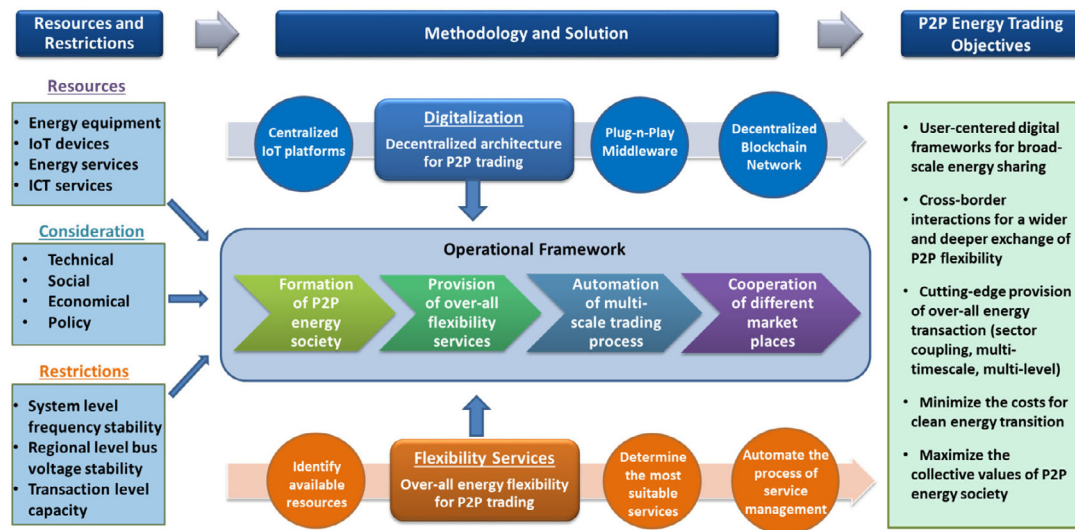 Resources and
Restrictions
Methodology and Solution
P2P Energy Trading
Objectives
Resources
• Energy equipment
• IoT devices
• Energy services
• ICT services
Consideration
• Technical
• Social
• Economical
• Policy
Restrictions
• System level
frequency stability
• Regional level bus
voltage stability
• Transaction level
capacity
Centralized
IoT platforms
Digitalization
Decentralized architecture
for P2P trading
Plug-n-Play
Middleware
Decentralized
Blockchain
Network
Operational Framework
Formation
of P2P
energy
society
Provision
of over-all
flexibility
services
Automation
of multi-
scale trading
process
Cooperation
of different
market
places
Identify
available
resources
Flexibility Services
Over-all energy flexibility
for P2P trading
Determine
the most
suitable
services
Automate the
process of
service
management
• User-centered digital
frameworks for broad-
scale energy sharing
• Cross-border
interactions for a wider
and deeper exchange of
P2P flexibility
• Cutting-edge provision
of over-all energy
transaction (sector
coupling, multi-
timescale, multi-level)
• Minimize the costs for
clean energy transition
• Maximize the
collective values of P2P
energy society